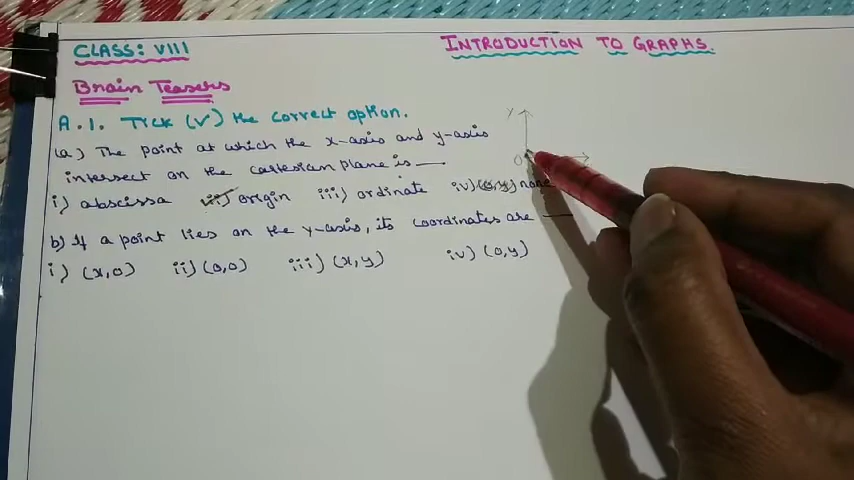 CLASS: VIII
INTRODUCTION TO GRAPHS.
Brain Teasers
A.1. TICK (√) the correct option.
(a) The point at which the x-axis and y-axis
intersect on the cartesian plane is ——
i) abscissa ii) origin iii) ordinate iv) none
b) If a point lies on the y-axis, its coordinates are ——
i) (x,0) ii) (0,0) iii) (x,y) iv) (0,y)
Y
0